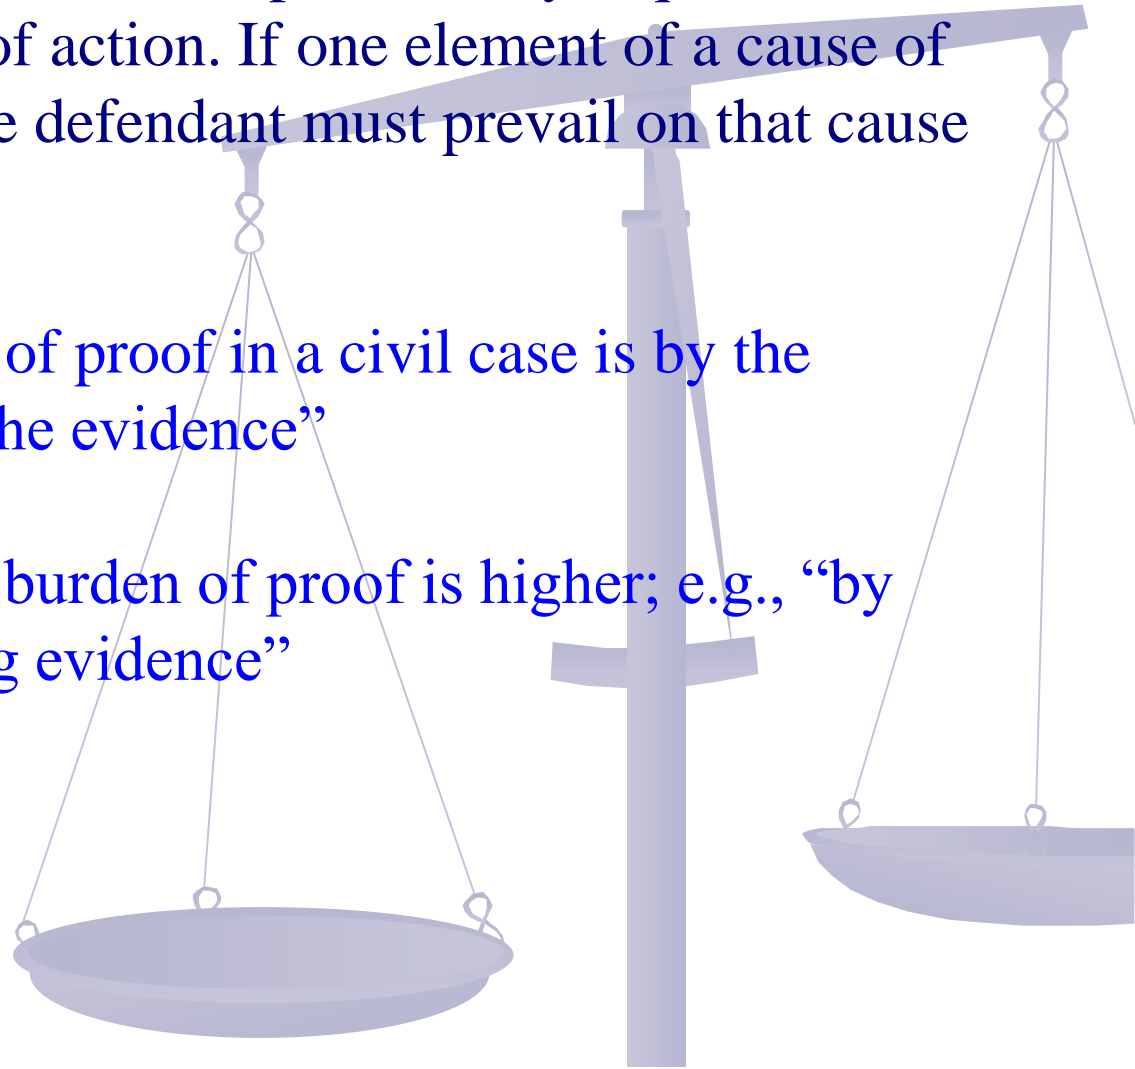 of action. If one element of a cause of
defendant must prevail on that cause
of proof in a civil case is by the
evidence”
burden of proof is higher; e.g., “by
evidence”